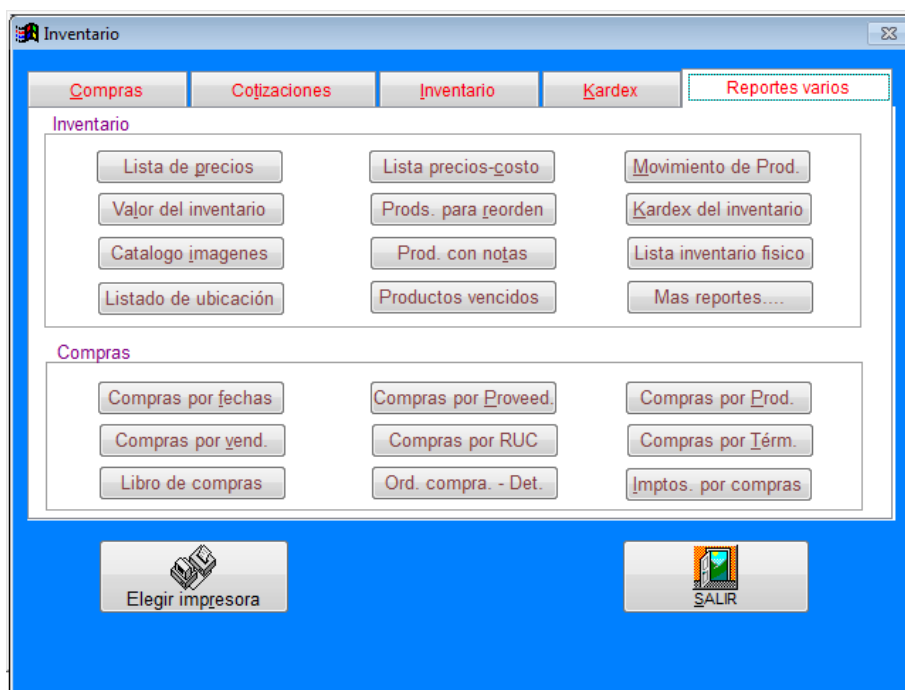 Inventario
Compras Cotizaciones Inventario Kardex Reportes varios
Inventario
Lista de precios Lista precios-costo Movimiento de Prod.
Valor del inventario Prods. para reorden Kardex del inventario
Catalogo imagenes Prod. con notas Lista inventario fisico
Listado de ubicación Productos vencidos Mas reportes....
Compras
Compras por fechas Compras por Proveed. Compras por Prod.
Compras por vend. Compras por RUC Compras por Térm.
Libro de compras Ord. compra. - Det. Imptos. por compras
Elegir impresora SALIR